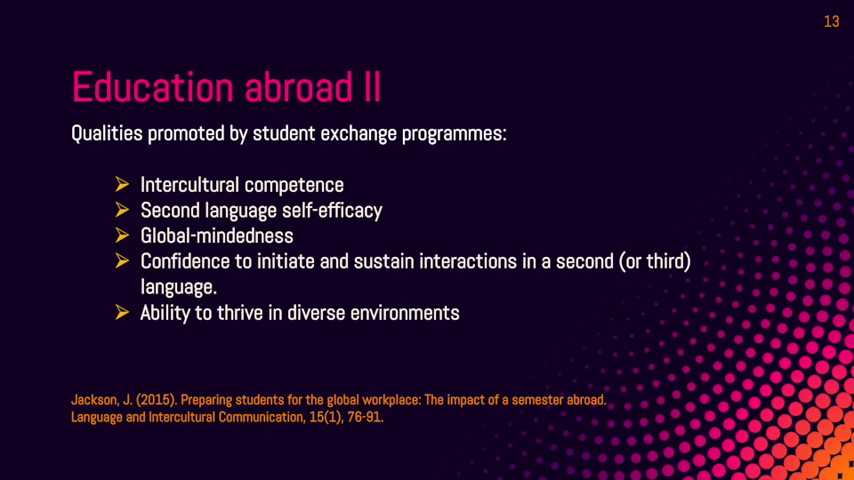 13
Education abroad II
Qualities promoted by student exchange programmes:
Intercultural competence
Second language self-efficacy
Global-mindedness
Confidence to initiate and sustain interactions in a second (or third)
language.
Ability to thrive in diverse environments
Jackson, J. (2015). Preparing students for the global workplace: The impact of a semester abroad.
Language and Intercultural Communication, 15(1), 76-91.